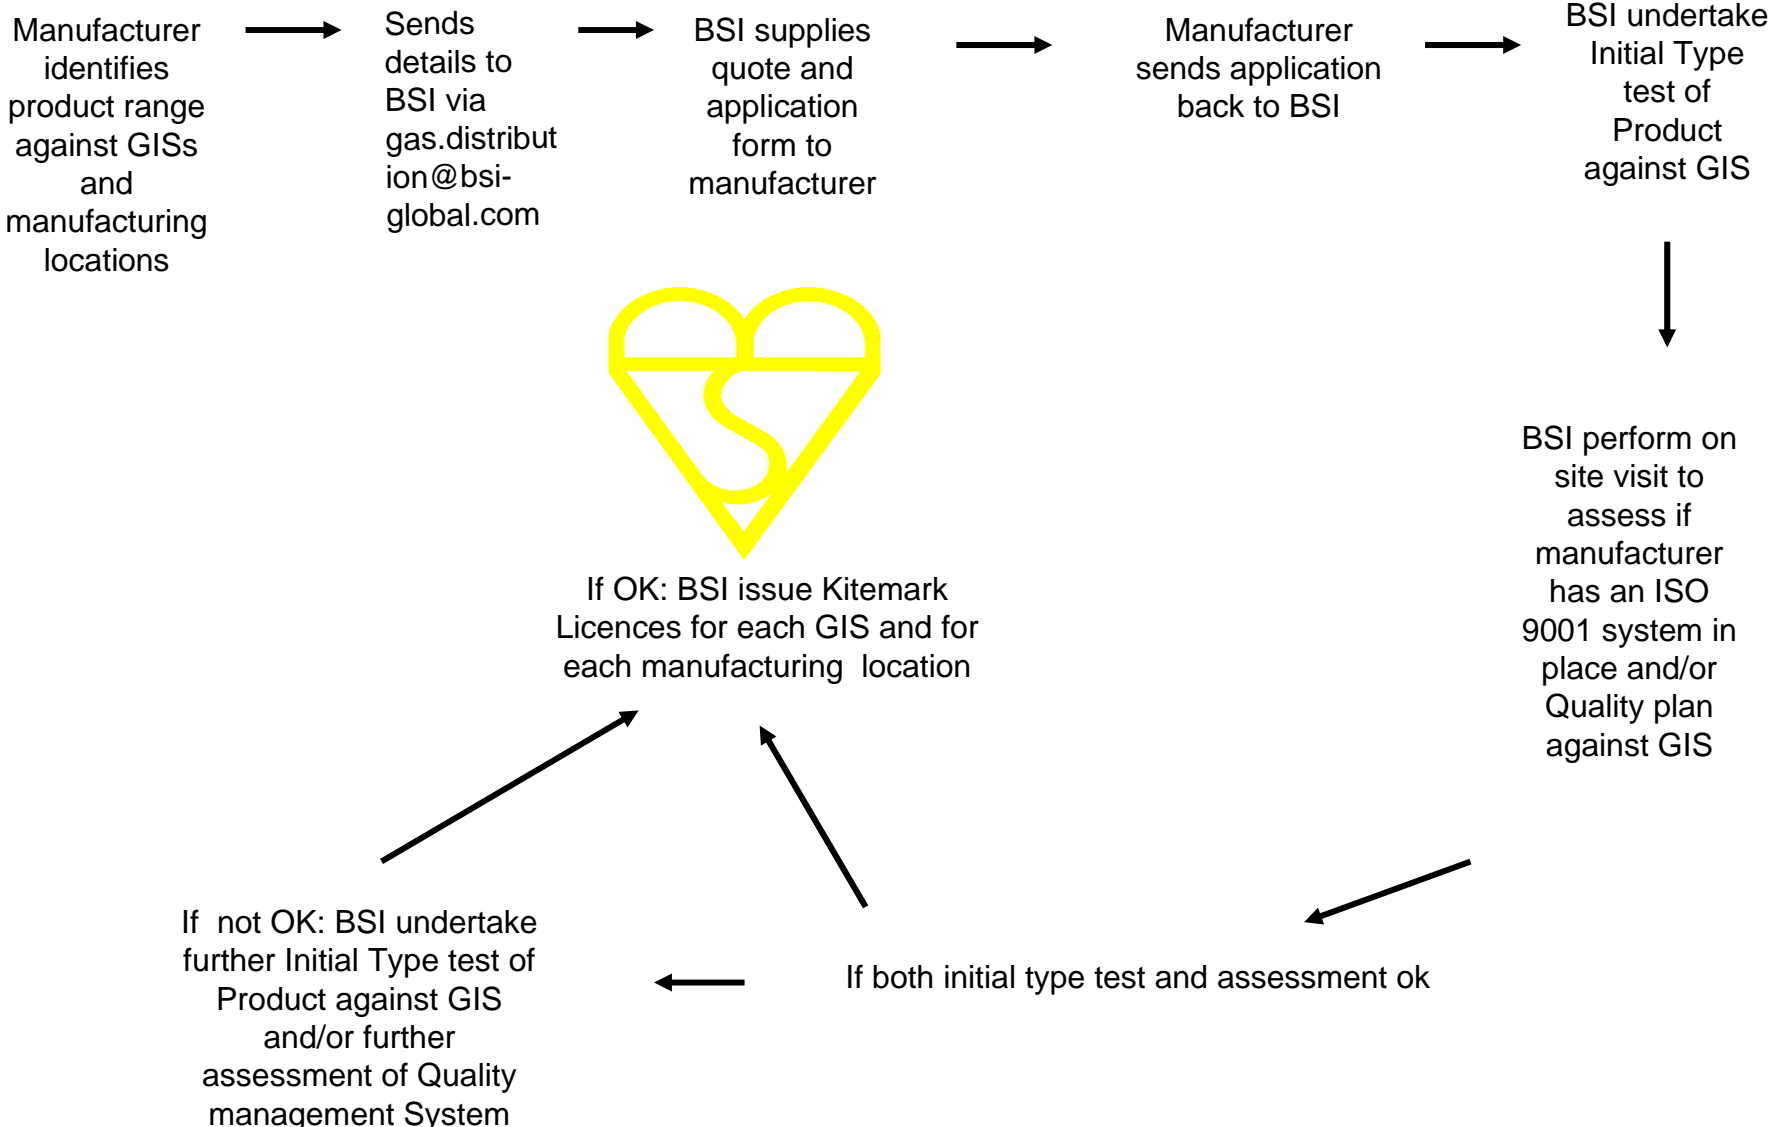 Manufacturer
identifies
product range
against GISs
and
manufacturing
locations
Sends
details to
BSI via
gas.distribut
ion@bsi-
global.com
BSI supplies
quote and
application
form to
manufacturer
Manufacturer
sends application
back to BSI
BSI undertake
Initial Type
test of
Product
against GIS
BSI perform on
site visit to
assess if
manufacturer
has an ISO
9001 system in
place and/or
Quality plan
against GIS
If both initial type test and assessment ok
If OK: BSI issue Kitemark
Licences for each GIS and for
each manufacturing location
If not OK: BSI undertake
further Initial Type test of
Product against GIS
and/or further
assessment of Quality
management System